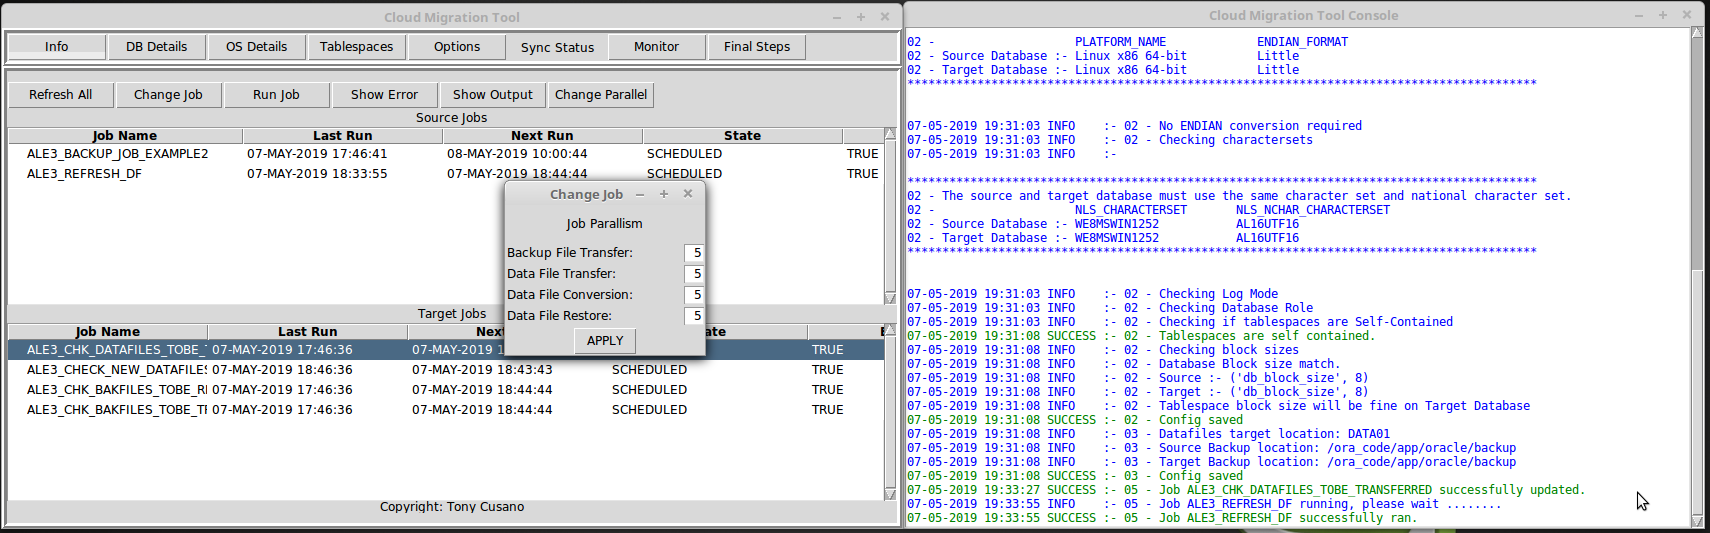 Cloud Migration Tool
Info DB Details OS Details Tablespaces Options Sync Status Monitor Final Steps
Refresh All Change Job Run Job Show Error Show Output Change Parallel
Source Jobs
Job Name Last Run Next Run State
ALE3_BACKUP_JOB_EXAMPLE2 07-MAY-2019 17:46:41 08-MAY-2019 10:00:44 SCHEDULED TRUE
ALE3_REFRESH_DF 07-MAY-2019 18:33:55 07-MAY-2019 18:44:44 SCHEDULED TRUE
Change Job
Job Parallism
Backup File Transfer: 5
Data File Transfer: 5
Data File Conversion: 5
Data File Restore: 5
APPLY
Target Jobs
Job Name Last Run Next ate E
ALE3_CHK_DATAFILES_TOBE_ 07-MAY-2019 17:46:36 07-MAY-2019 1 TRUE
ALE3_CHECK_NEW_DATAFILES 07-MAY-2019 18:46:36 07-MAY-2019 18:43:43 SCHEDULED TRUE
ALE3_CHK_BAKFILES_TOBE_RI 07-MAY-2019 17:46:36 07-MAY-2019 18:44:44 SCHEDULED TRUE
ALE3_CHK_BAKFILES_TOBE_TI 07-MAY-2019 17:46:36 07-MAY-2019 18:44:44 SCHEDULED TRUE
Copyright: Tony Cusano
Cloud Migration Tool Console
02 - PLATFORM_NAME ENDIAN_FORMAT
02 - Source Database :- Linux x86 64-bit Little
02 - Target Database :- Linux x86 64-bit Little
******************************************************************************************
07-05-2019 19:31:03 INFO :- 02 - No ENDIAN conversion required
07-05-2019 19:31:03 INFO :- 02 - Checking charactersets
07-05-2019 19:31:03 INFO :-
******************************************************************************************
02 - The source and target database must use the same character set and national character set.
02 - NLS_CHARACTERSET NLS_NCHAR_CHARACTERSET
02 - Source Database :- WE8MSWIN1252 AL16UTF16
02 - Target Database :- WE8MSWIN1252 AL16UTF16
******************************************************************************************
07-05-2019 19:31:03 INFO :- 02 - Checking Log Mode
07-05-2019 19:31:03 INFO :- 02 - Checking Database Role
07-05-2019 19:31:03 INFO :- 02 - Checking if tablespaces are Self-Contained
07-05-2019 19:31:08 SUCCESS :- 02 - Tablespaces are self contained.
07-05-2019 19:31:08 INFO :- 02 - Checking block sizes
07-05-2019 19:31:08 INFO :- 02 - Database Block size match.
07-05-2019 19:31:08 INFO :- 02 - Source :- ('db_block_size', 8)
07-05-2019 19:31:08 INFO :- 02 - Target :- ('db_block_size', 8)
07-05-2019 19:31:08 INFO :- 02 - Tablespace block size will be fine on Target Database
07-05-2019 19:31:08 SUCCESS :- 02 - Config saved
07-05-2019 19:31:08 INFO :- 03 - Datafiles target location: DATA01
07-05-2019 19:31:08 INFO :- 03 - Source Backup location: /ora_code/app/oracle/backup
07-05-2019 19:31:08 INFO :- 03 - Target Backup location: /ora_code/app/oracle/backup
07-05-2019 19:31:08 SUCCESS :- 03 - Config saved
07-05-2019 19:33:27 SUCCESS :- 05 - Job ALE3_CHK_DATAFILES_TOBE_TRANSFERRED successfully updated.
07-05-2019 19:33:55 INFO :- 05 - Job ALE3_REFRESH_DF running, please wait ........
07-05-2019 19:33:55 SUCCESS :- 05 - Job ALE3_REFRESH_DF successfully ran.